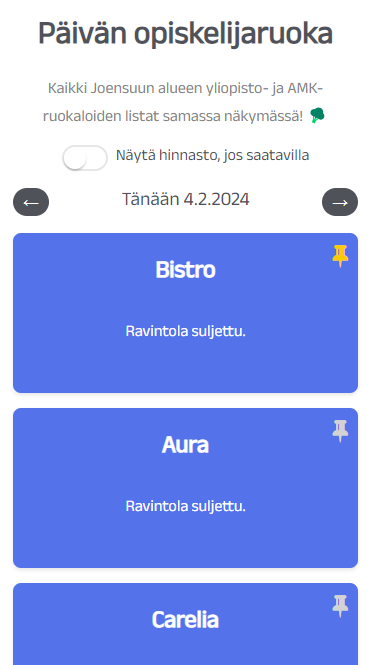 Päivän opiskelijaruoka
Kaikki Joensuun alueen yliopisto- ja AMK-
ruokaloiden listat samassa näkymässä! 🥦
Näytä hinnasto, jos saatavilla
← Tänään 4.2.2024 →
Bistro
Ravintola suljettu.
Aura
Ravintola suljettu.
Carelia